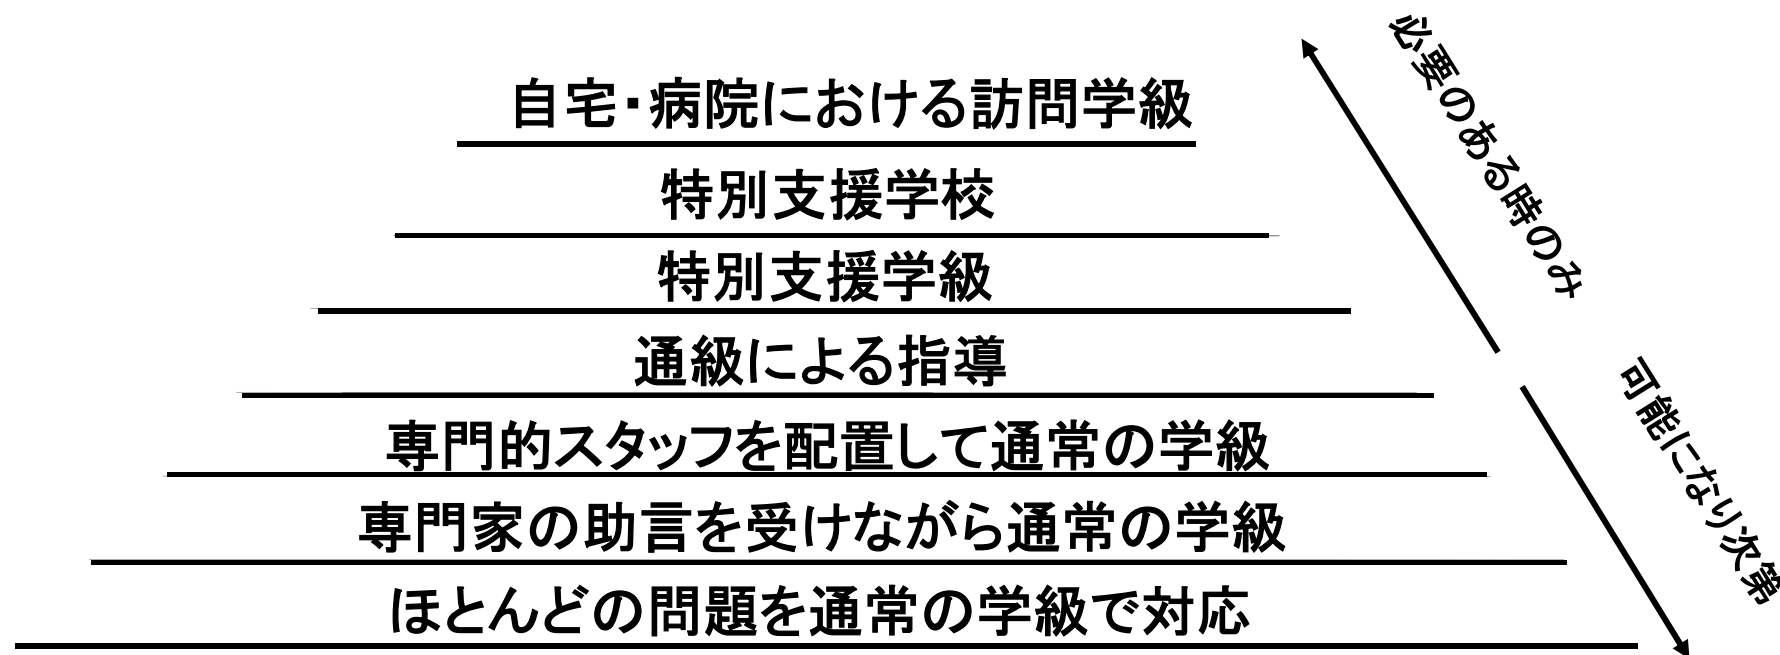 自宅・病院における訪問学級
特別支援学校
特別支援学級
通級による指導
専門的スタッフを配置して通常の学級
専門家の助言を受けながら通常の学級
ほとんどの問題を通常の学級で対応
必要のある時のみ
可能になり次第